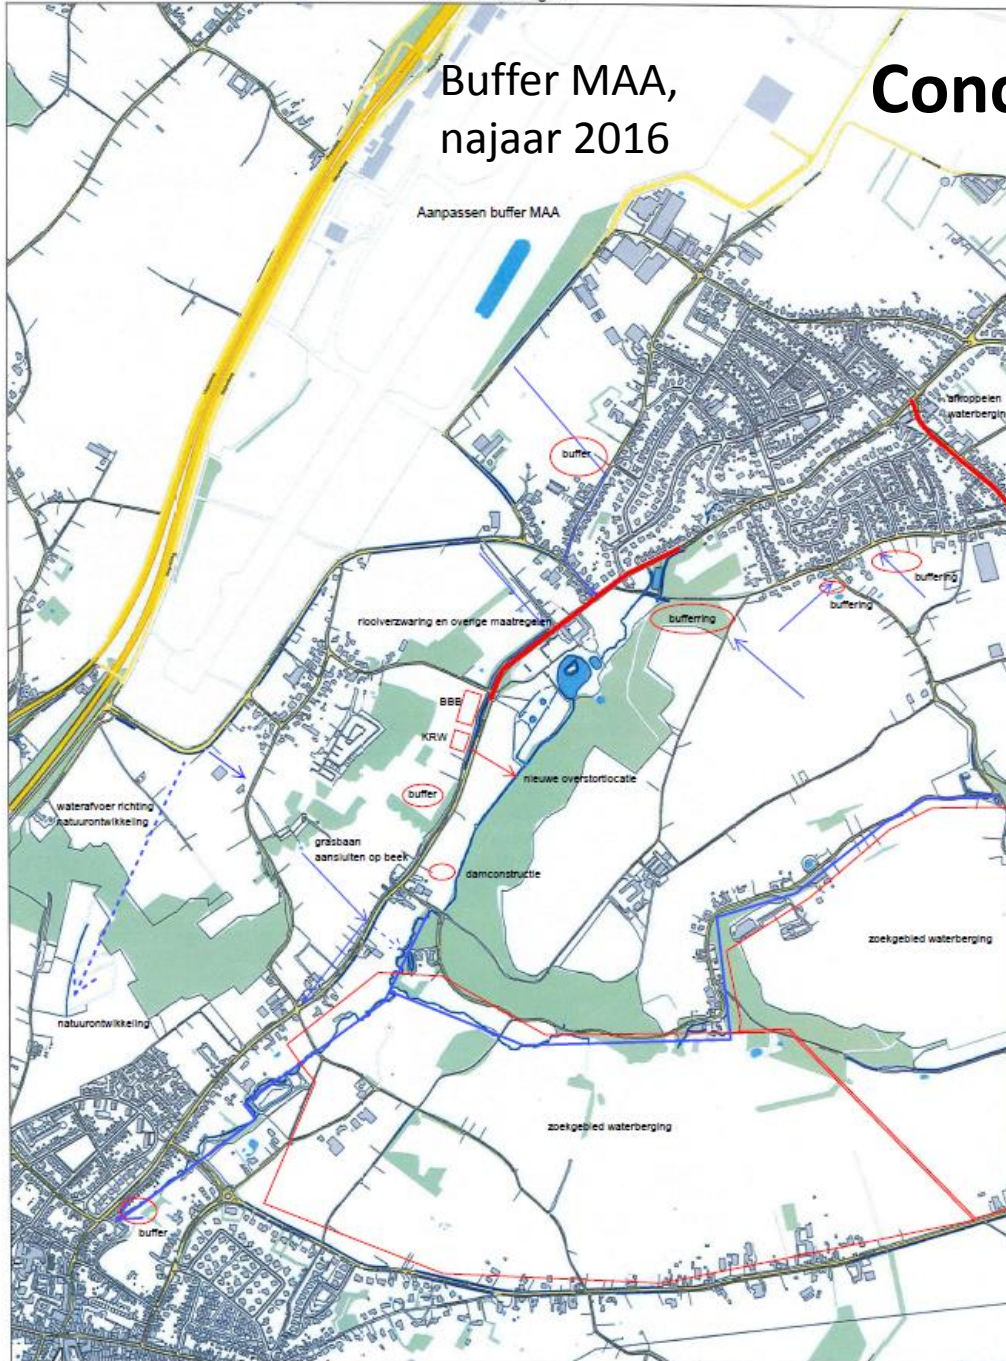 Buffer MAA,
najaar 2016
Conc
Aanpassen buffer MAA
afkoppelen
waterberging
buffer
buffering
buffering
bufferring
rioolverzwaring en overige maatregelen
BBB
KRW
nieuwe overstortlocatie
buffer
waterafvoer richting
natuurontwikkeling
grasbaan
aansluiten op beek
damconstructie
zoekgebied waterberging
natuurontwikkeling
zoekgebied waterberging
buffer